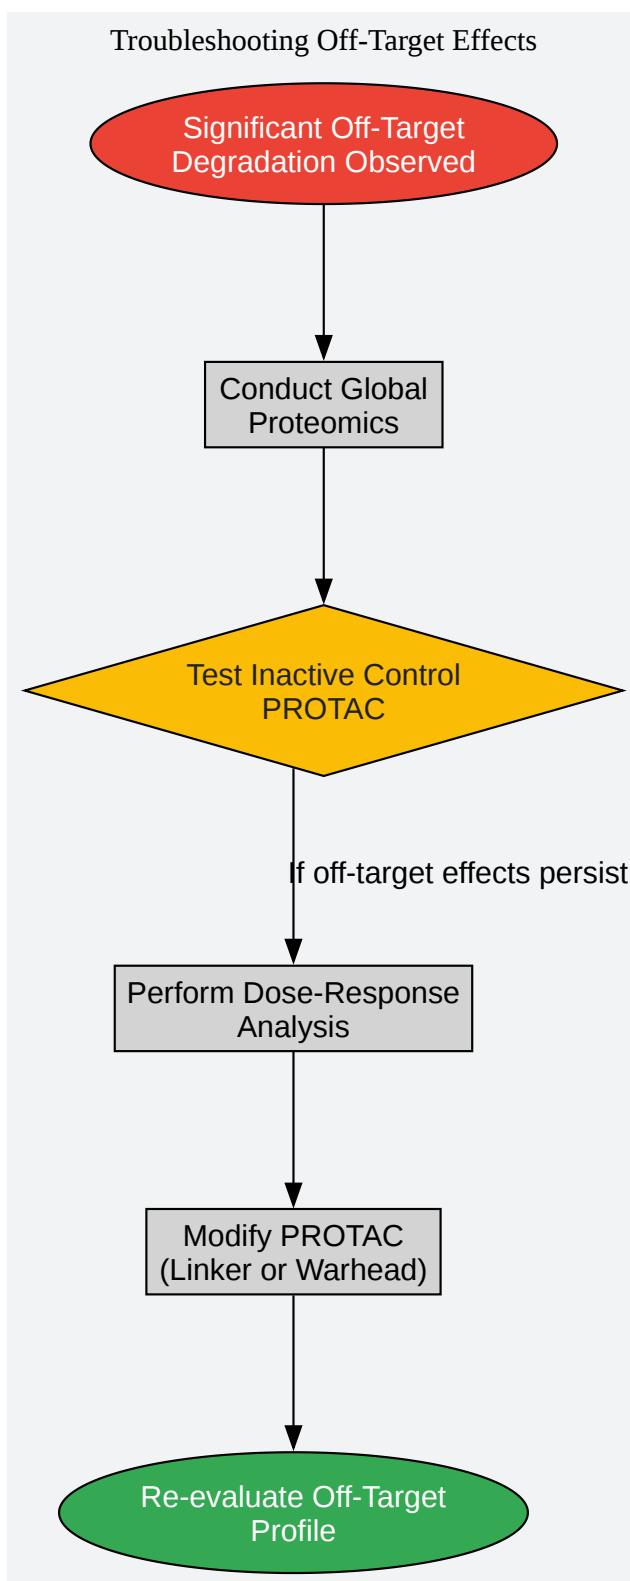 Troubleshooting Off-Target Effects
Significant Off-Target
Degradation Observed
Conduct Global
Proteomics
Test Inactive Control
PROTAC
If off-target effects persist
Perform Dose-Response
Analysis
Modify PROTAC
(Linker or Warhead)
Re-evaluate Off-Target
Profile